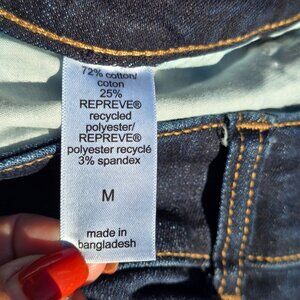 72% cotton/
coton
25%
REPREVE®
recycled
polyester/
REPREVE®
polyester recyclé
3% spandex
M
made in
bangladesh